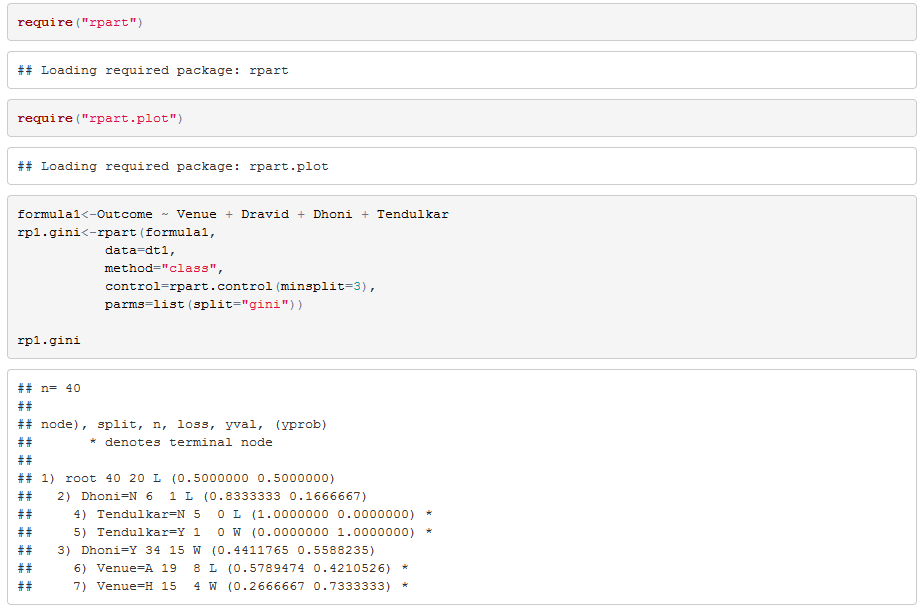 require("rpart")
## Loading required package: rpart
require("rpart.plot")
## Loading required package: rpart.plot
formula1<-Outcome ~ Venue + Dravid + Dhoni + Tendulkar
rp1.gini<-rpart(formula1,
           data=dt1,
           method="class",
           control=rpart.control(minsplit=3),
           parms=list(split="gini"))
rp1.gini
## n= 40
##
## node), split, n, loss, yval, (yprob)
##       * denotes terminal node
##
## 1) root 40 20 L (0.5000000 0.5000000)
##   2) Dhoni=N 6  1 L (0.8333333 0.1666667)
##     4) Tendulkar=N 5  0 L (1.0000000 0.0000000) *
##     5) Tendulkar=Y 1  0 W (0.0000000 1.0000000) *
##   3) Dhoni=Y 34 15 W (0.4411765 0.5588235)
##     6) Venue=A 19  8 L (0.5789474 0.4210526) *
##     7) Venue=H 15  4 W (0.2666667 0.7333333) *